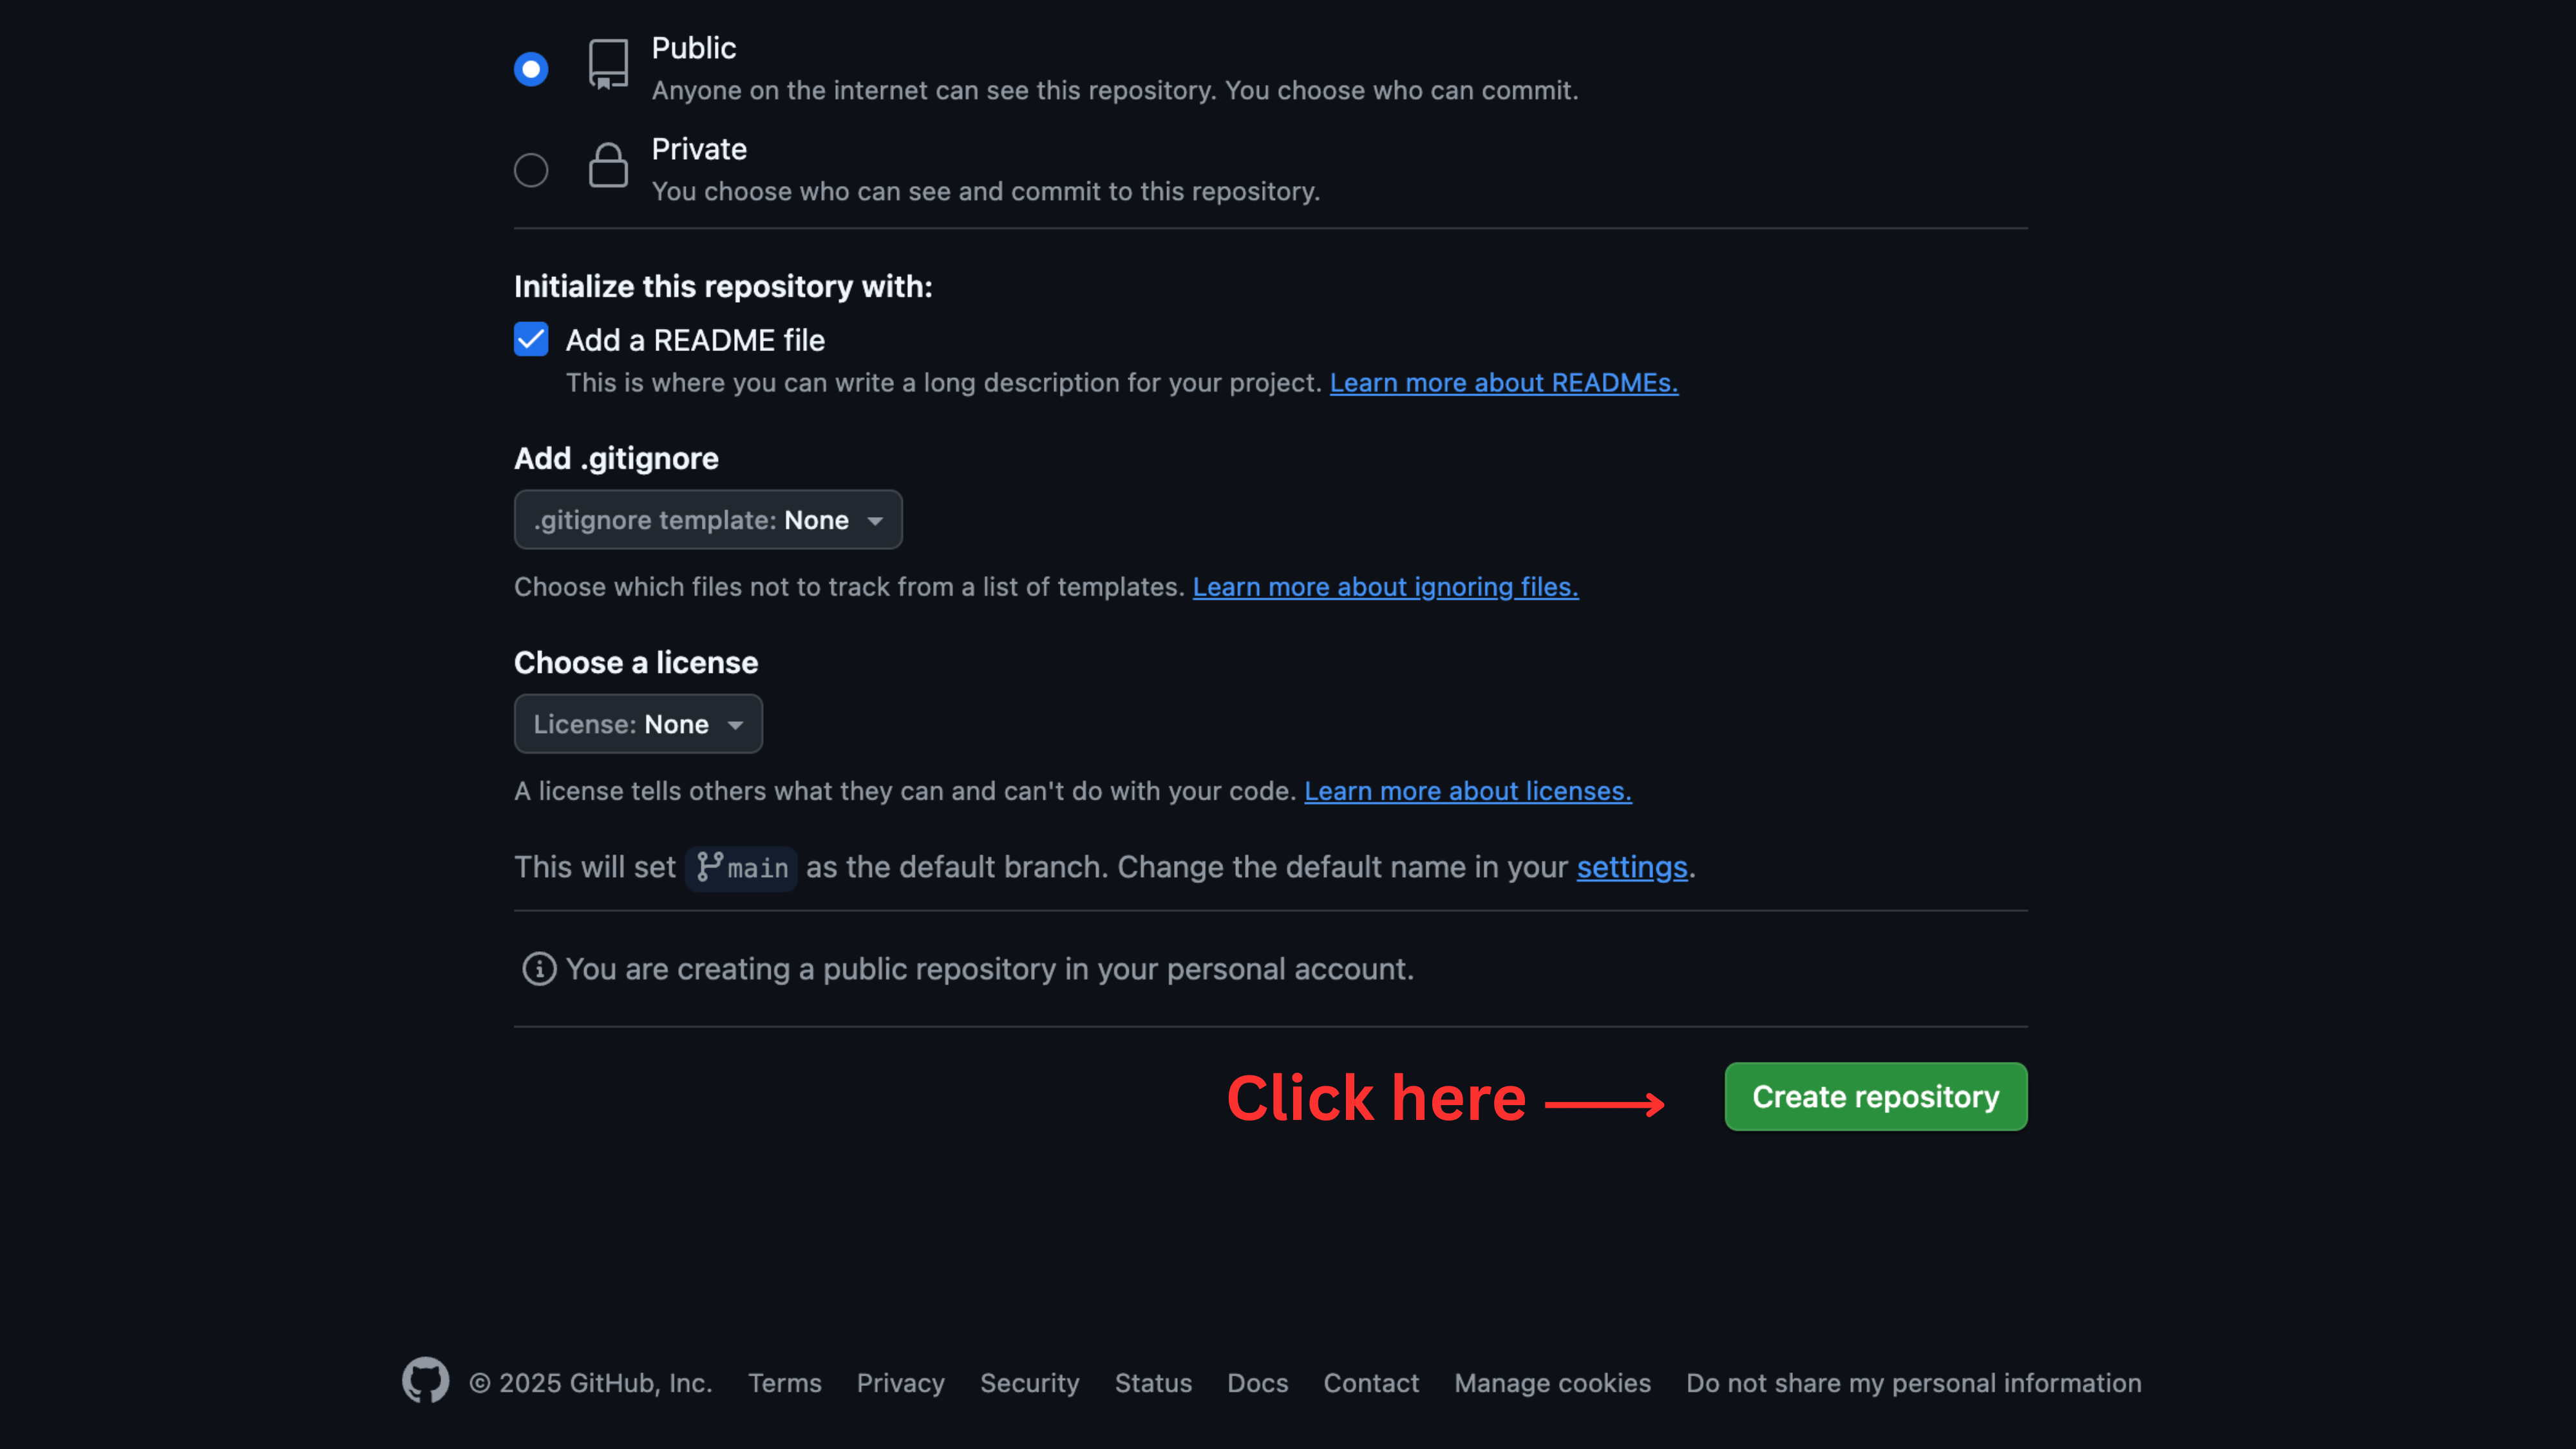 Public
Anyone on the internet can see this repository. You choose who can commit.
Private
You choose who can see and commit to this repository.
Initialize this repository with:
Add a README file
This is where you can write a long description for your project. Learn more about READMEs.
Add .gitignore
.gitignore template: None
Choose which files not to track from a list of templates. Learn more about ignoring files.
Choose a license
License: None
A license tells others what they can and can't do with your code. Learn more about licenses.
This will set main as the default branch. Change the default name in your settings.
You are creating a public repository in your personal account.
Click here Create repository
© 2025 GitHub, Inc. Terms Privacy Security Status Docs Contact Manage cookies Do not share my personal information